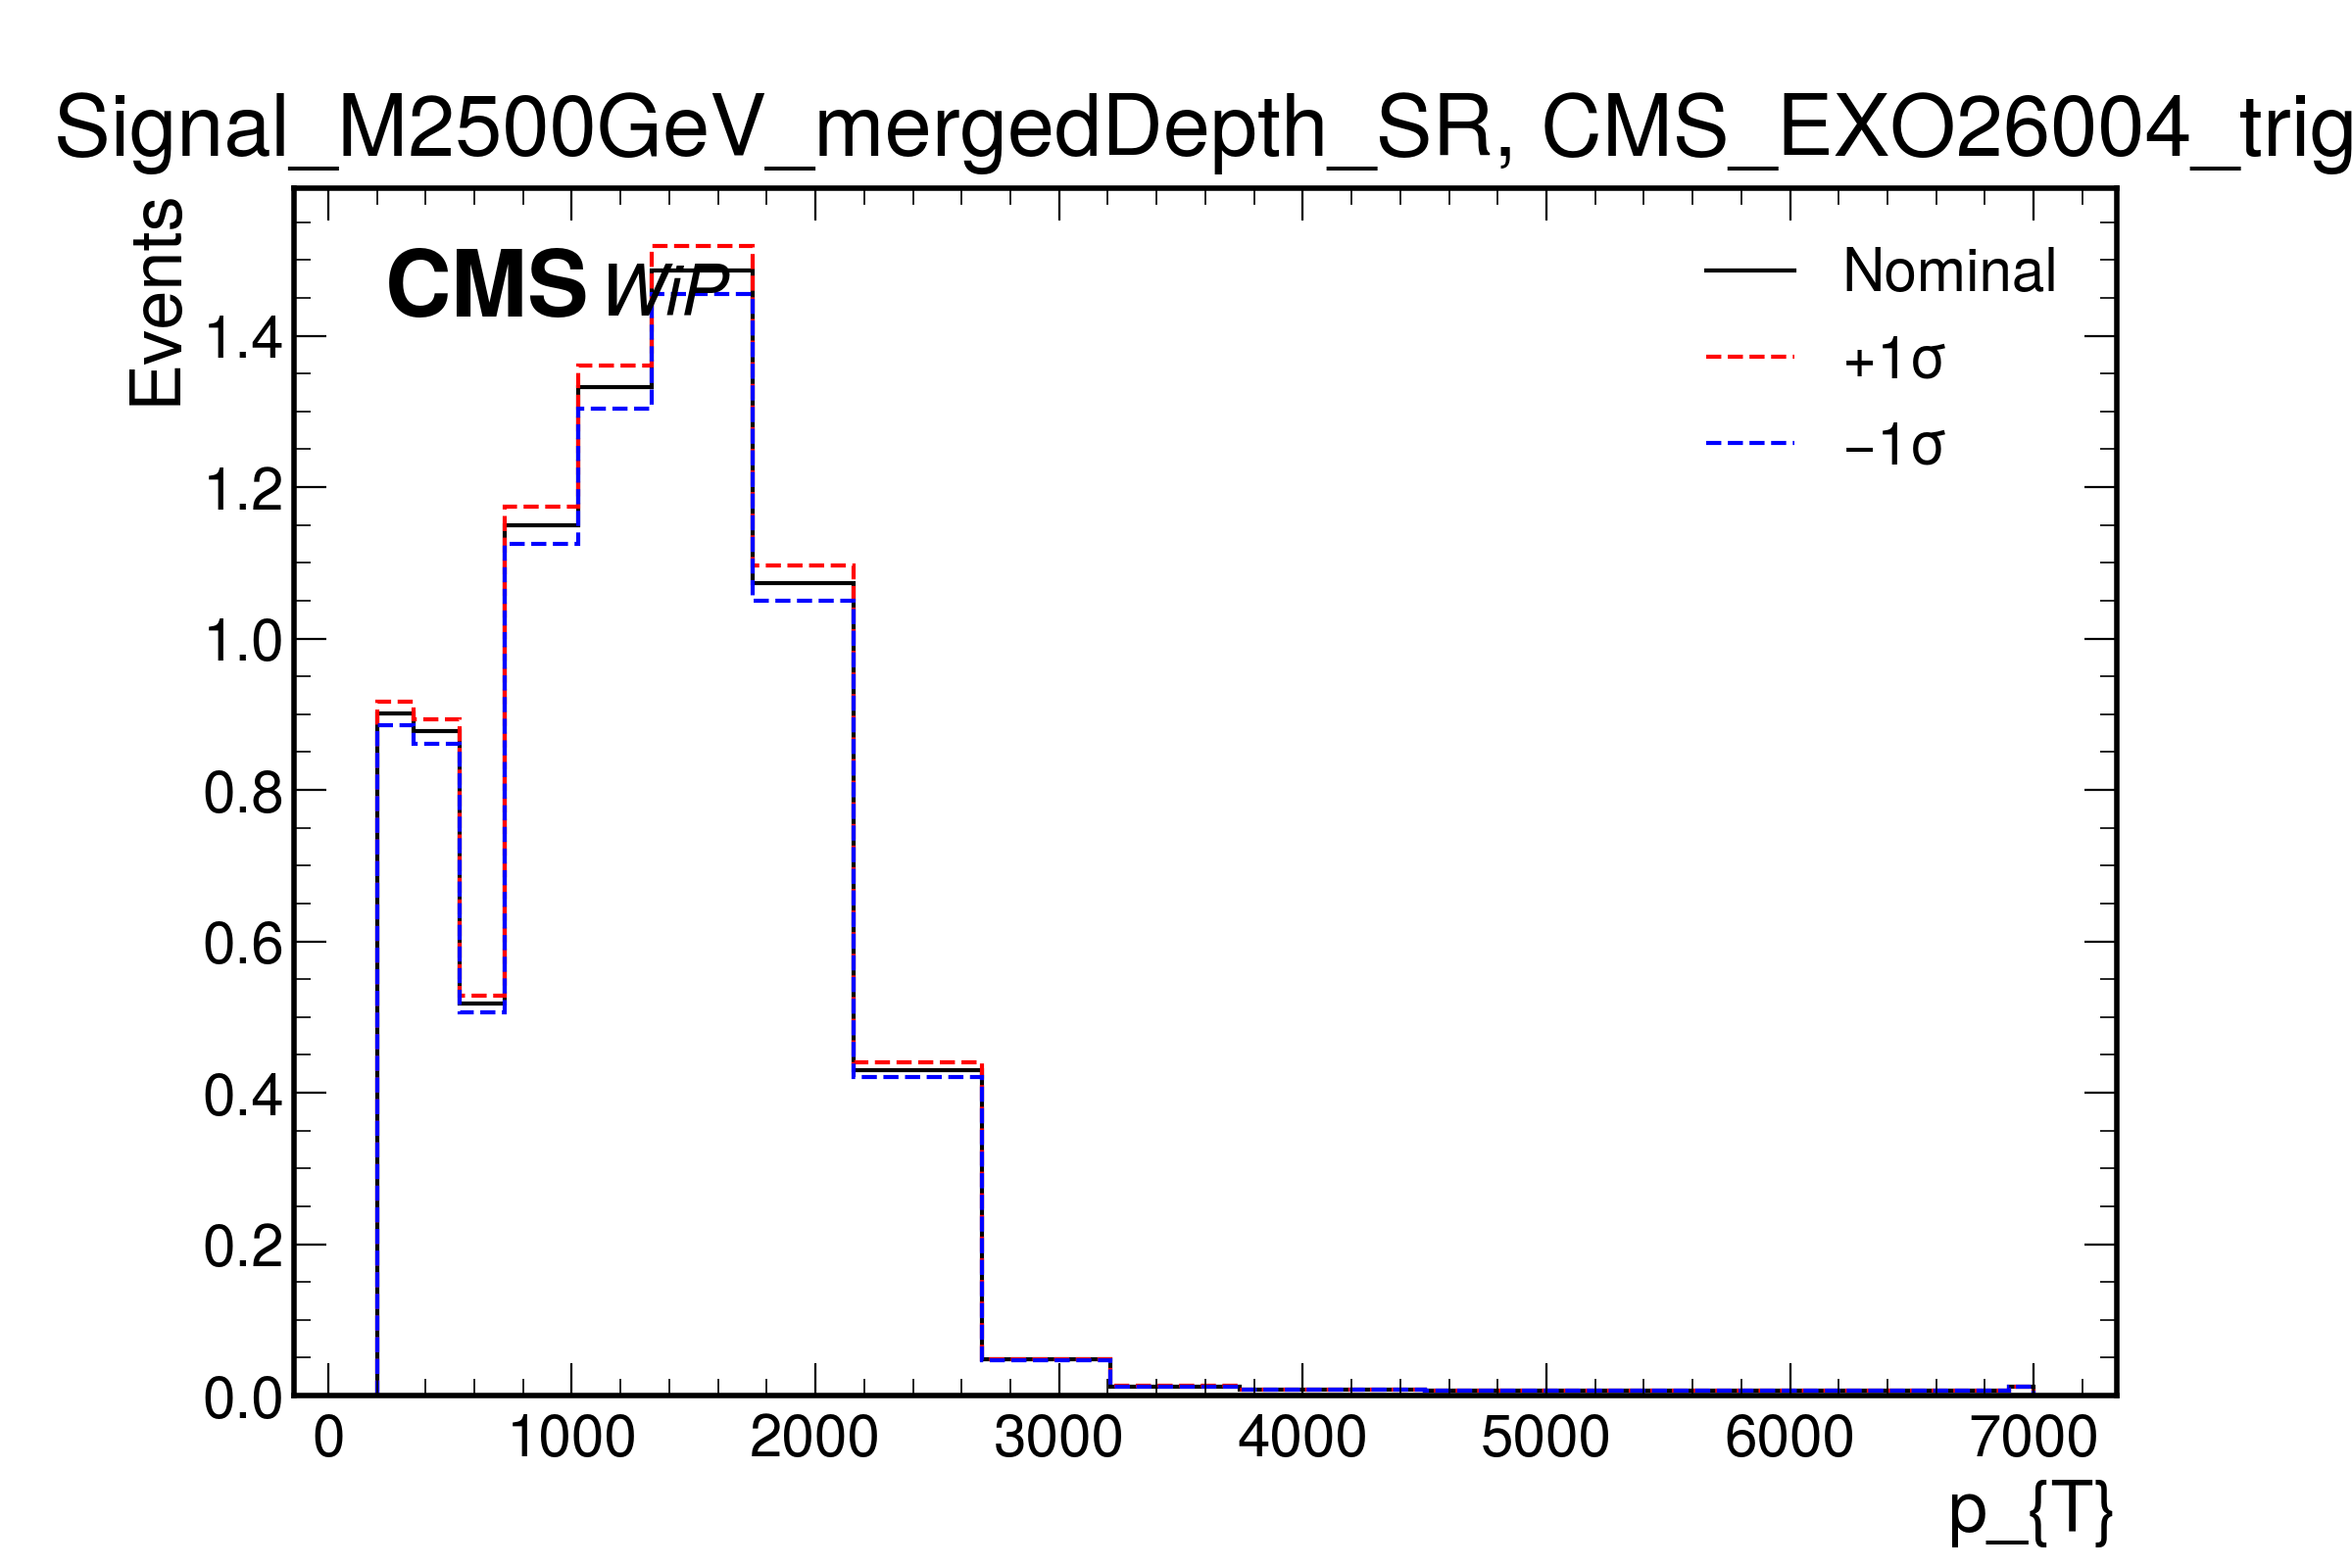 Signal_M2500GeV_mergedDepth_SR, CMS_EXO26004_trig
Events
CMS WiP
Nominal
+1σ
−1σ
1.4
1.2
1.0
0.8
0.6
0.4
0.2
0.0
0 1000 2000 3000 4000 5000 6000 7000
p_{T}